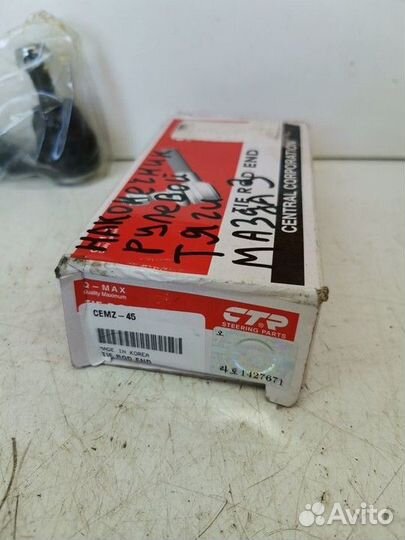 НАКОНЕЧНИК
РУЛЕВОЙ
ТЯГИ
МАЗДА 3
TIE ROD END
CENTRAL CORPORATION
Q-MAX
Quality Maximum
CEMZ-45
MADE IN KOREA
TIE ROD END
CTR
STEERING PARTS
1427671
Avito